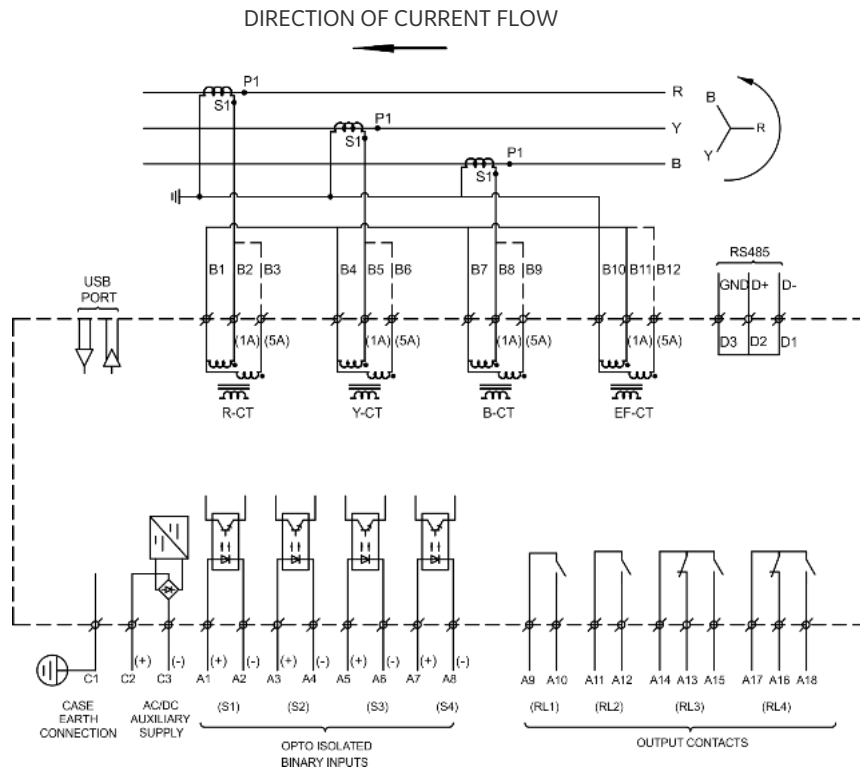 DIRECTION OF CURRENT FLOW
P1
S1
R
P1
S1
Y
P1
S1
B
B
R
Y
USB
PORT
B1 B2 B3
B4 B5 B6
B7 B8 B9
B10 B11 B12
RS485
GND D+ D-
(1A) (5A)
(1A) (5A)
(1A) (5A)
(1A) (5A)
D3 D2 D1
R-CT
Y-CT
B-CT
EF-CT
C1
C2 (+) C3 (-)
A1 (+) A2 (-) A3 (+) A4 (-) A5 (+) A6 (-) A7 (+) A8 (-)
A9 A10 A11 A12 A14 A13 A15 A17 A16 A18
CASE
EARTH
CONNECTION
AC/DC
AUXILIARY
SUPPLY
(S1) (S2) (S3) (S4)
(RL1) (RL2) (RL3) (RL4)
OPTO ISOLATED
BINARY INPUTS
OUTPUT CONTACTS